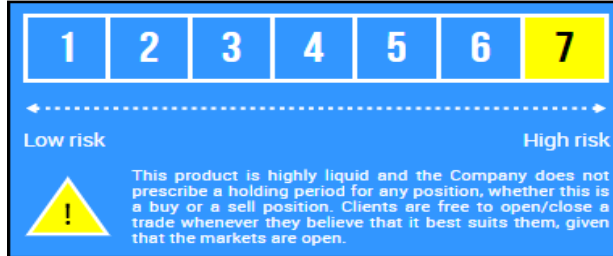 1 2 3 4 5 6 7
Low risk High risk
!
This product is highly liquid and the Company does not
prescribe a holding period for any position, whether this is
a buy or a sell position. Clients are free to open/close a
trade whenever they believe that it best suits them, given
that the markets are open.